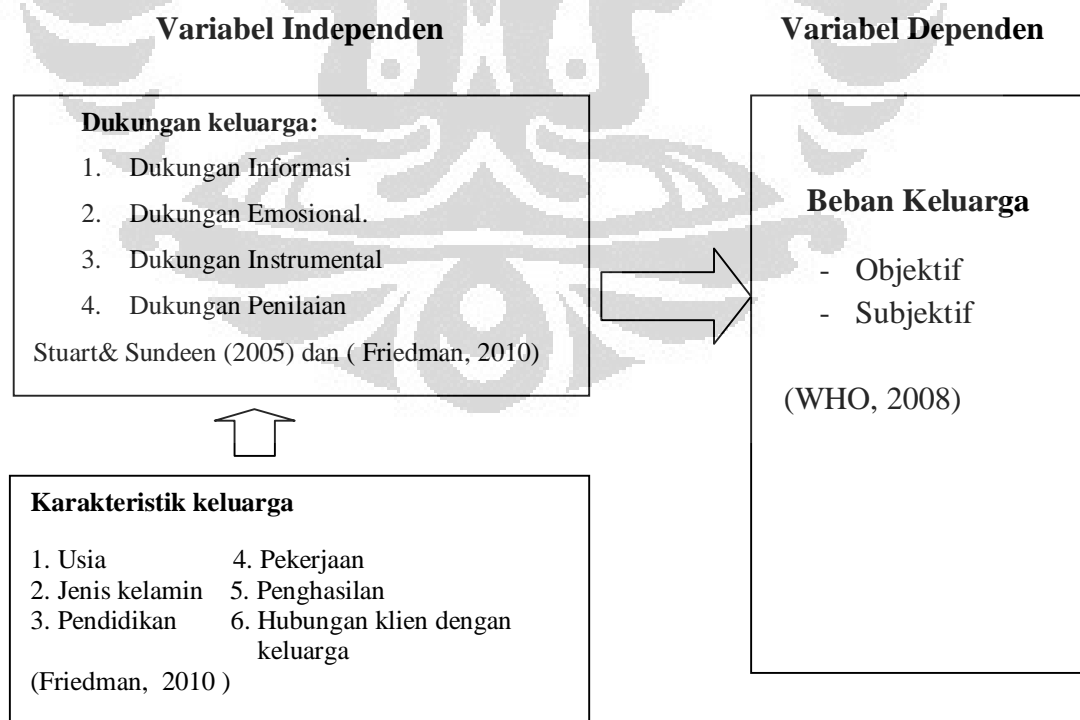 Variabel Independen
Variabel Dependen
Dukungan keluarga:
1. Dukungan Informasi
2. Dukungan Emosional.
3. Dukungan Instrumental
4. Dukungan Penilaian
Stuart& Sundeen (2005) dan ( Friedman, 2010)
Beban Keluarga
- Objektif
- Subjektif
(WHO, 2008)
Karakteristik keluarga
1. Usia 4. Pekerjaan
2. Jenis kelamin 5. Penghasilan
3. Pendidikan 6. Hubungan klien dengan
keluarga
(Friedman, 2010 )